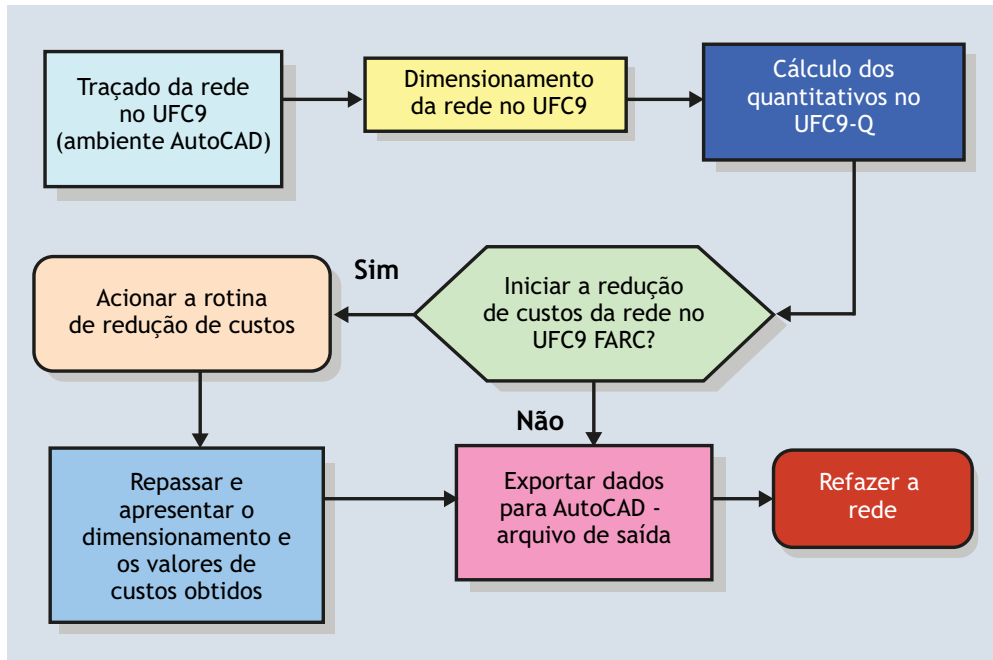 Traçado da rede
no UFC9
(ambiente AutoCAD)
Dimensionamento
da rede no UFC9
Cálculo dos
quantitativos no
UFC9-Q
Sim
Acionar a rotina
de redução de custos
Iniciar a redução
de custos da rede no
UFC9 FARC?
Não
Repassar e
apresentar o
dimensionamento e
os valores de
custos obtidos
Exportar dados
para AutoCAD -
arquivo de saída
Refazer a
rede